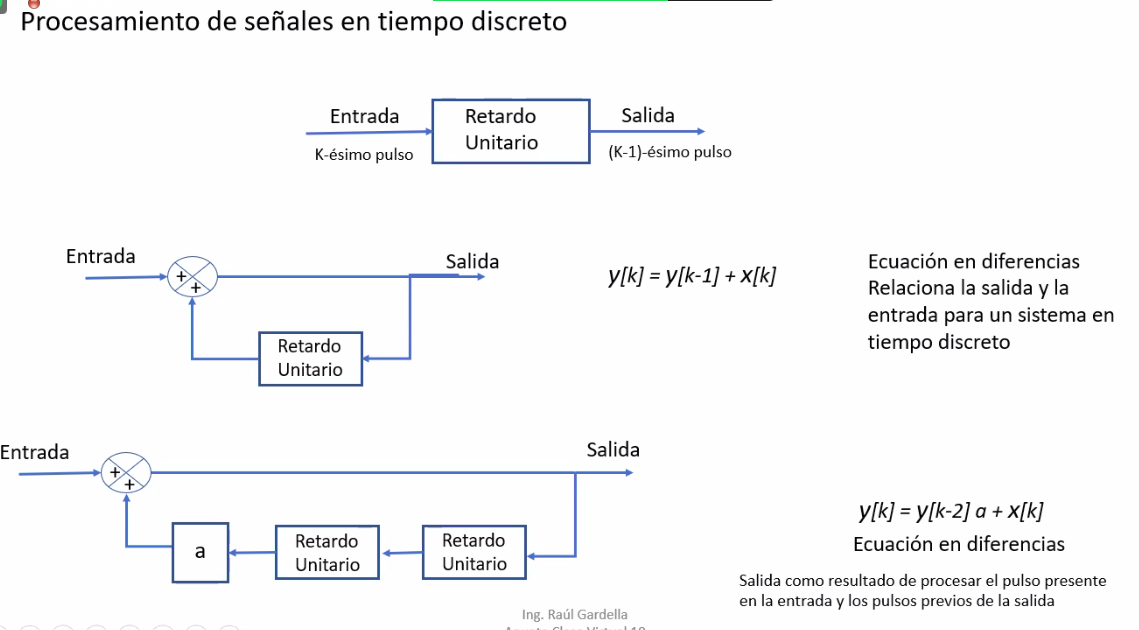 Procesamiento de señales en tiempo discreto
Entrada
Retardo
Unitario
Salida
K-ésimo pulso
(K-1)-ésimo pulso
Entrada
+
+
Salida
Retardo
Unitario
y[k] = y[k-1] + x[k]
Ecuación en diferencias
Relaciona la salida y la
entrada para un sistema en
tiempo discreto
Entrada
+
+
Salida
a
Retardo
Unitario
Retardo
Unitario
y[k] = y[k-2] a + x[k]
Ecuación en diferencias
Salida como resultado de procesar el pulso presente
en la entrada y los pulsos previos de la salida
Ing. Raúl Gardella